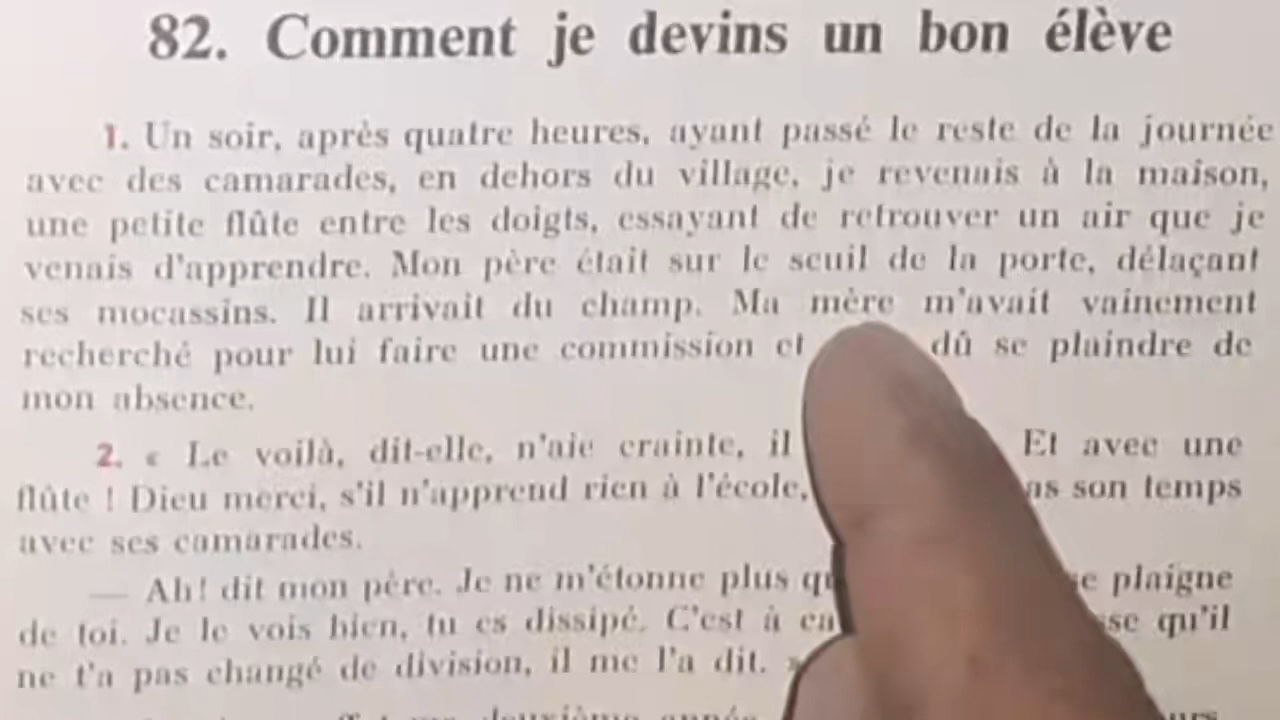 82. Comment je devins un bon élève
1. Un soir, après quatre heures, ayant passé le reste de la journée
avec des camarades, en dehors du village, je revenais à la maison,
une petite flûte entre les doigts, essayant de retrouver un air que je
venais d'apprendre. Mon père était sur le seuil de la porte, délaçant
ses mocassins. Il arrivait du champ. Ma mère m'avait vainement
recherché pour lui faire une commission et dû se plaindre de
mon absence.
2. « Le voilà, dit-elle, n'aie crainte, il Et avec une
flûte ! Dieu merci, s'il n'apprend rien à l'école, son temps
avec ses camarades.
— Ah! dit mon père. Je ne m'étonne plus plaigne
de toi. Je le vois bien, tu es dissipé. C'est à qu'il
ne t'a pas changé de division, il me l'a dit. »
deuxième année